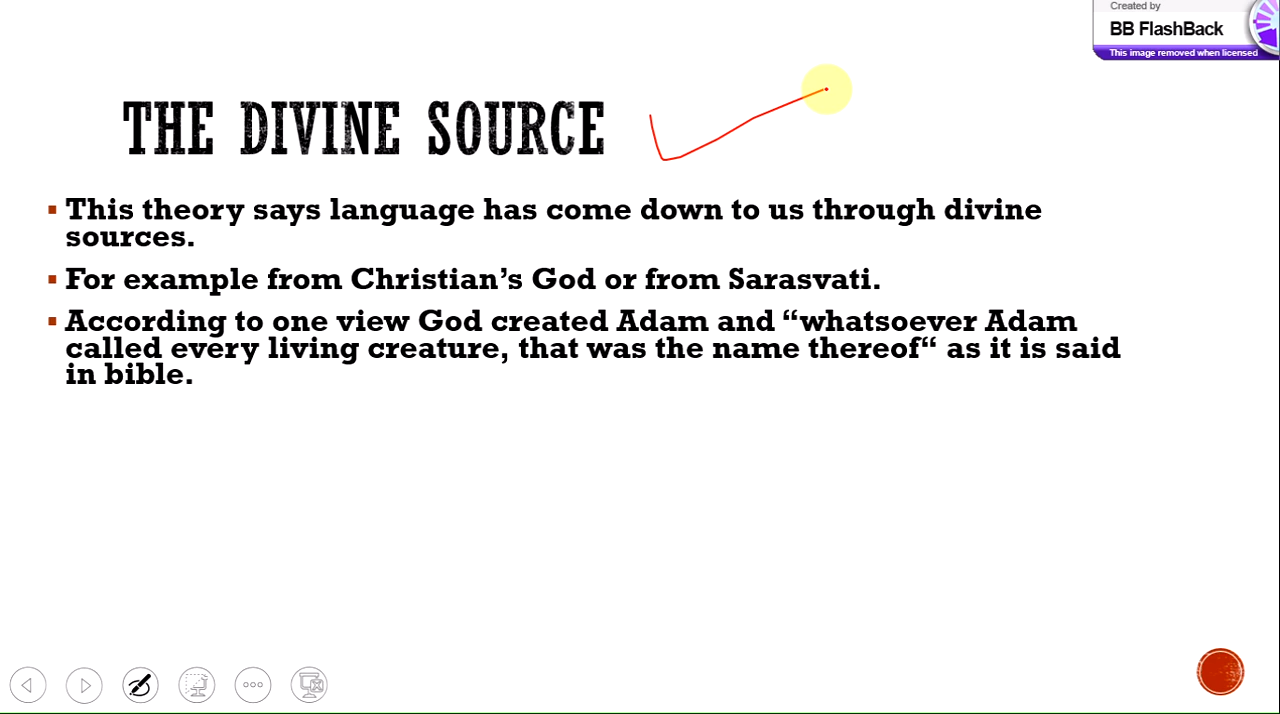 Created by
BB FlashBack
This image removed when licensed
THE DIVINE SOURCE
▪ This theory says language has come down to us through divine
sources.
▪ For example from Christian’s God or from Sarasvati.
▪ According to one view God created Adam and “whatsoever Adam
called every living creature, that was the name thereof“ as it is said
in bible.